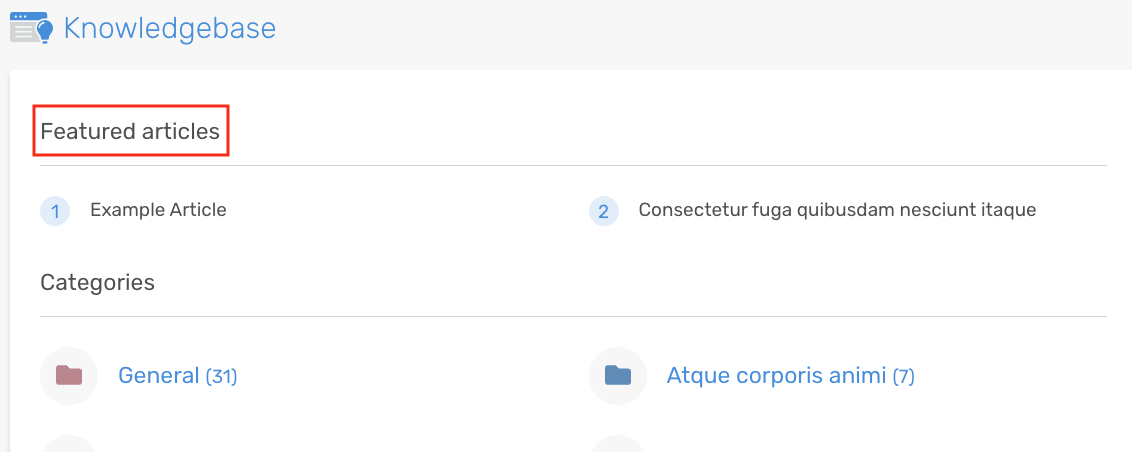 Knowledgebase
Featured articles
1 Example Article
2 Consectetur fuga quibusdam nesciunt itaque
Categories
General (31)
Atque corporis animi (7)